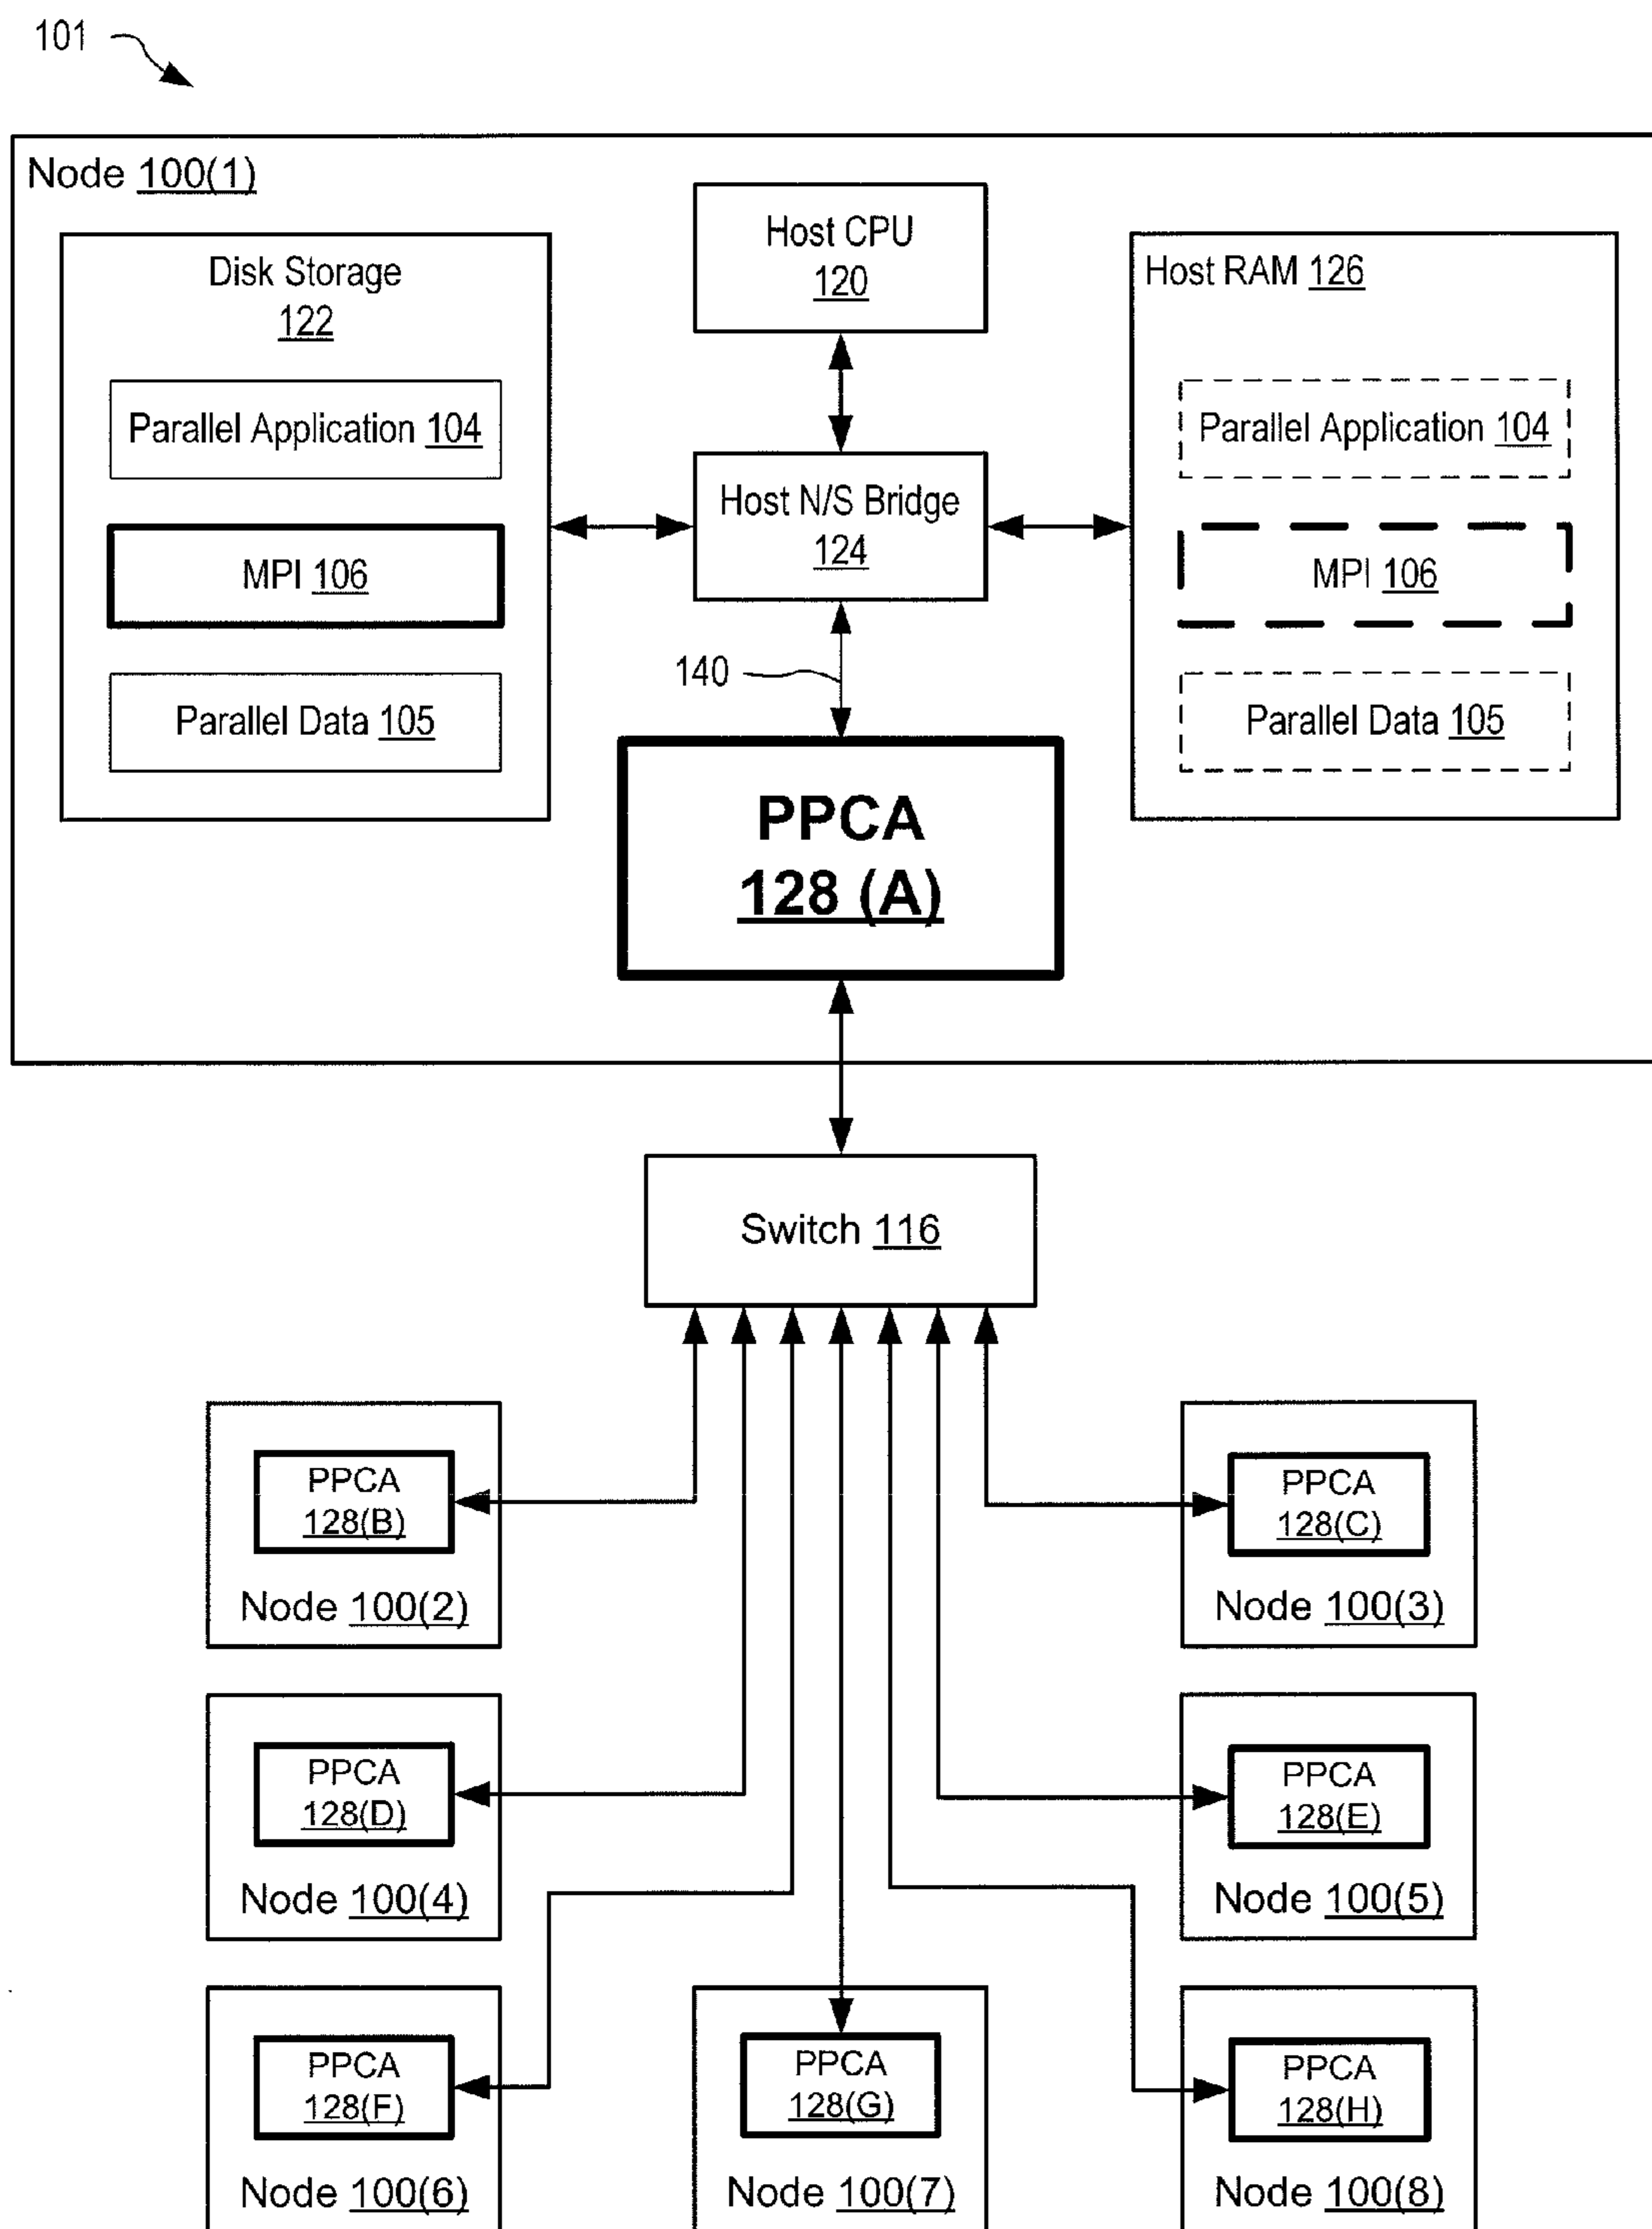 101
Node 100(1)
Disk Storage
122
Parallel Application 104
MPI 106
Parallel Data 105
Host CPU
120
Host N/S Bridge
124
140
Host RAM 126
Parallel Application 104
MPI 106
Parallel Data 105
PPCA
128 (A)
Switch 116
PPCA
128(B)
Node 100(2)
PPCA
128(C)
Node 100(3)
PPCA
128(D)
Node 100(4)
PPCA
128(E)
Node 100(5)
PPCA
128(F)
Node 100(6)
PPCA
128(G)
Node 100(7)
PPCA
128(H)
Node 100(8)